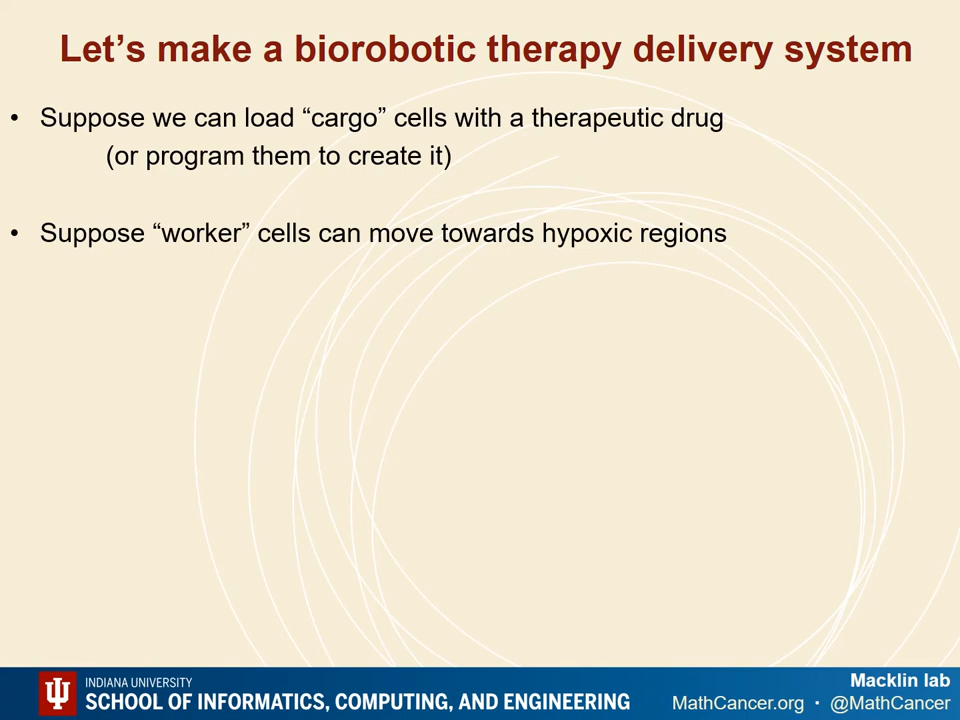 Let’s make a biorobotic therapy delivery system
• Suppose we can load “cargo” cells with a therapeutic drug
(or program them to create it)
• Suppose “worker” cells can move towards hypoxic regions
INDIANA UNIVERSITY
SCHOOL OF INFORMATICS, COMPUTING, AND ENGINEERING
Macklin lab
MathCancer.org · @MathCancer